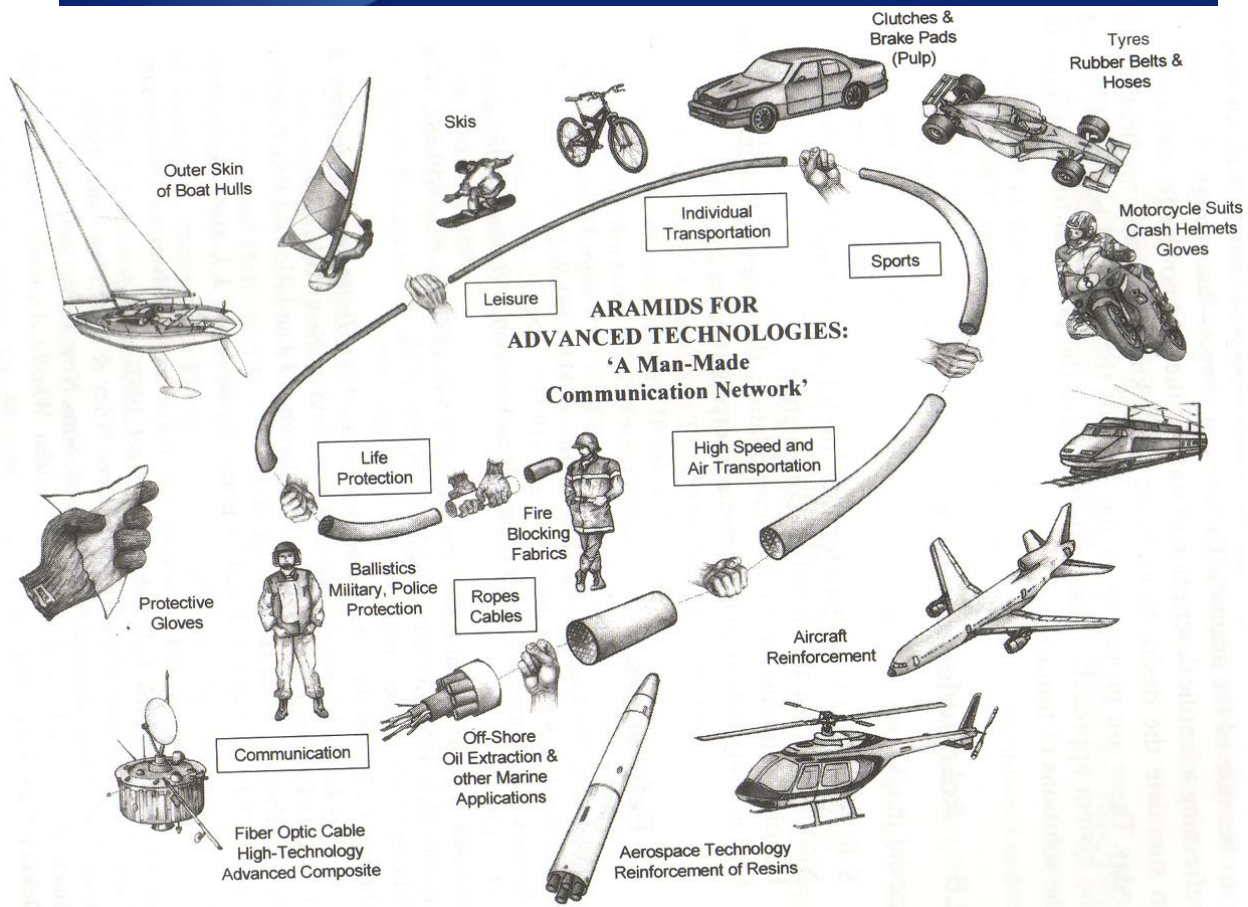 Clutches &
Brake Pads
(Pulp)
Tyres
Rubber Belts &
Hoses
Skis
Outer Skin
of Boat Hulls
Individual
Transportation
Motorcycle Suits
Crash Helmets
Gloves
Sports
Leisure
ARAMIDS FOR
ADVANCED TECHNOLOGIES:
‘A Man-Made
Communication Network’
Life
Protection
High Speed and
Air Transportation
Fire
Blocking
Fabrics
Protective
Gloves
Ballistics
Military, Police
Protection
Ropes
Cables
Aircraft
Reinforcement
Communication
Off-Shore
Oil Extraction &
other Marine
Applications
Fiber Optic Cable
High-Technology
Advanced Composite
Aerospace Technology
Reinforcement of Resins